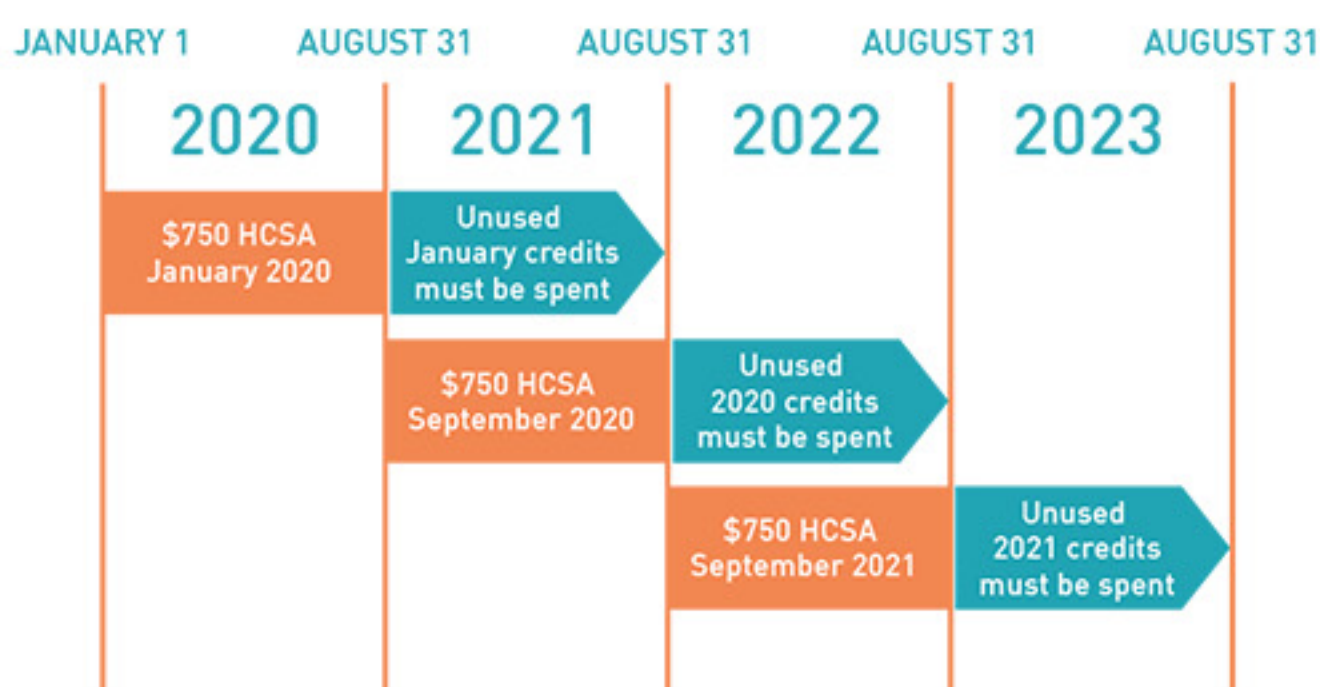 JANUARY 1
AUGUST 31
AUGUST 31
AUGUST 31
AUGUST 31
2020
2021
2022
2023
$750 HCSA
January 2020
Unused
January credits
must be spent
$750 HCSA
September 2020
Unused
2020 credits
must be spent
$750 HCSA
September 2021
Unused
2021 credits
must be spent